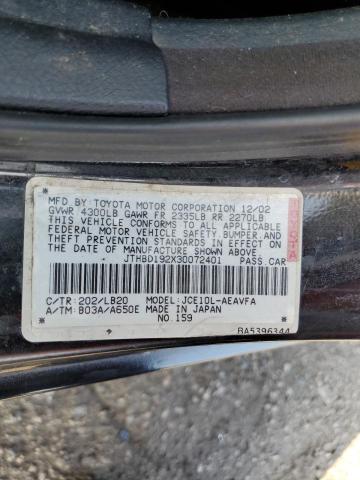 MFD BY: TOYOTA MOTOR CORPORATION 12/02
GVWR 4300LB GAWR FR 2335LB RR 2270LB
THIS VEHICLE CONFORMS TO ALL APPLICABLE
FEDERAL MOTOR VEHICLE SAFETY, BUMPER, AND
THEFT PREVENTION STANDARDS IN EFFECT ON
THE DATE OF MANUFACTURE SHOWN ABOVE.
JTHBD192X30072401 PASS.CAR
C/TR: 202/LB20 MODEL: JCE10L-AEAVFA
A/TM: B03A/A650E MADE IN JAPAN
NO.159
BA5396344